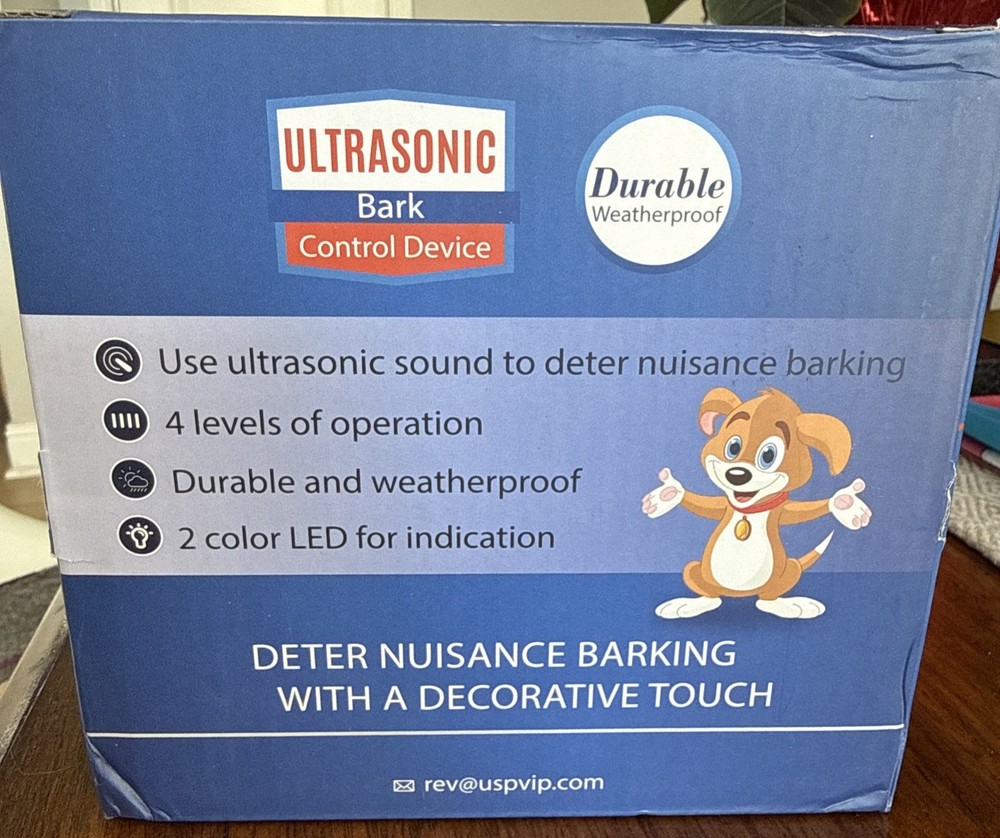 ULTRASONIC
Bark
Control Device
Durable
Weatherproof
Use ultrasonic sound to deter nuisance barking
4 levels of operation
Durable and weatherproof
2 color LED for indication
DETER NUISANCE BARKING
WITH A DECORATIVE TOUCH
rev@uspvip.com